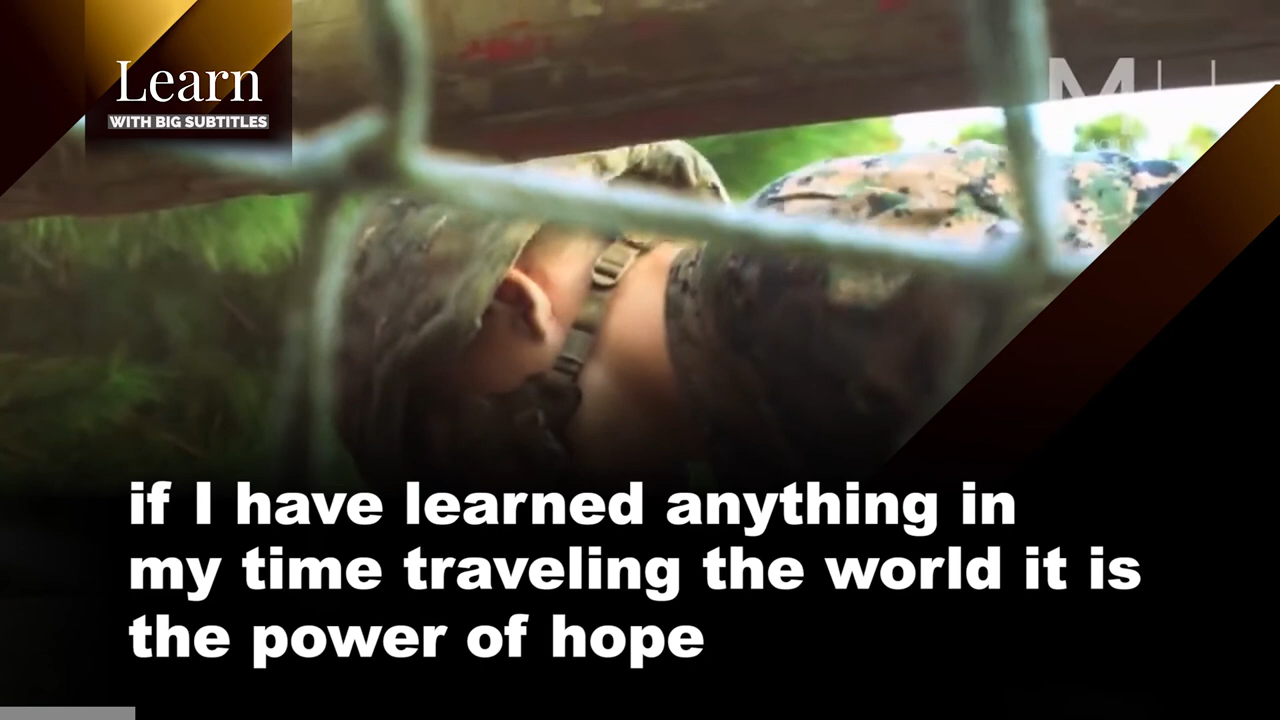 Learn
WITH BIG SUBTITLES
if I have learned anything in
my time traveling the world it is
the power of hope